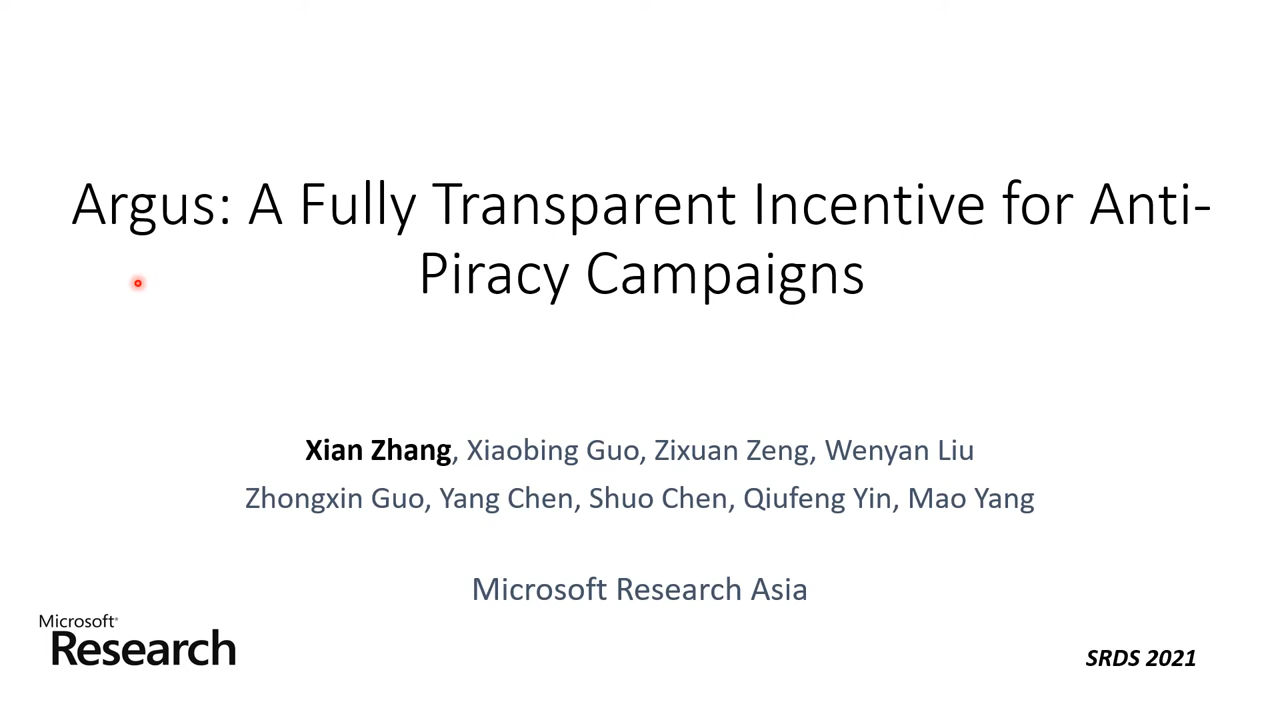 Argus: A Fully Transparent Incentive for Anti-
Piracy Campaigns
Xian Zhang, Xiaobing Guo, Zixuan Zeng, Wenyan Liu
Zhongxin Guo, Yang Chen, Shuo Chen, Qiufeng Yin, Mao Yang
Microsoft Research Asia
Microsoft®
Research
SRDS 2021